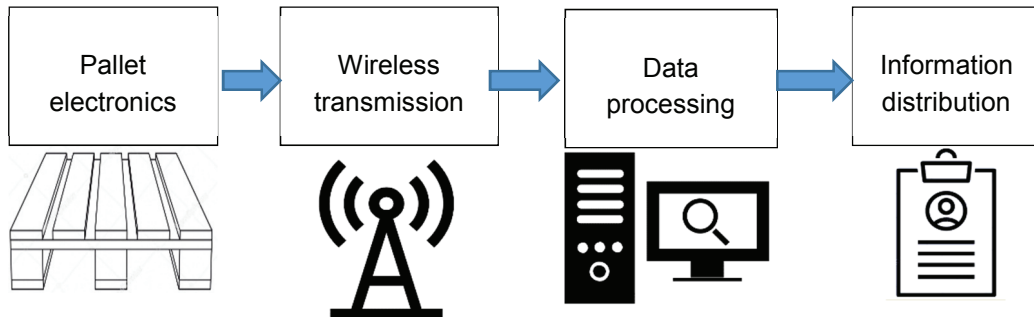 Pallet
electronics
Wireless
transmission
Data
processing
Information
distribution